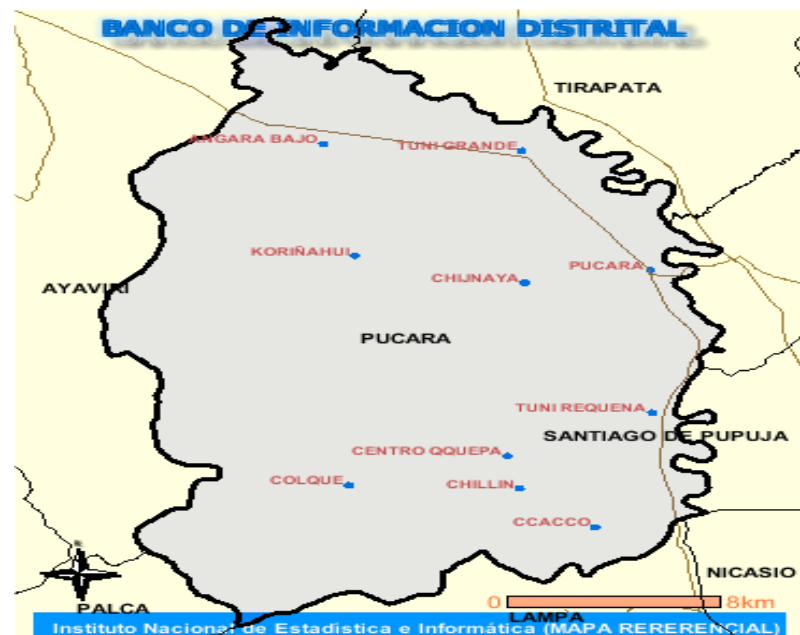 BANCO DE INFORMACION DISTRITAL
TIRAPATA
ANGARA BAJO
TUNI GRANDE
KORIÑAHUI
PUCARA
CHIJNAYA
AYAVIRI
PUCARA
TUNI REQUENA
SANTIAGO DE PUPUJA
CENTRO QQUEPA
COLQUE
CHILLIN
CCACCO
N
NICASIO
0 8km
PALCA
LAMPA
Instituto Nacional de Estadística e Informática (MAPA RERERENCIAL)